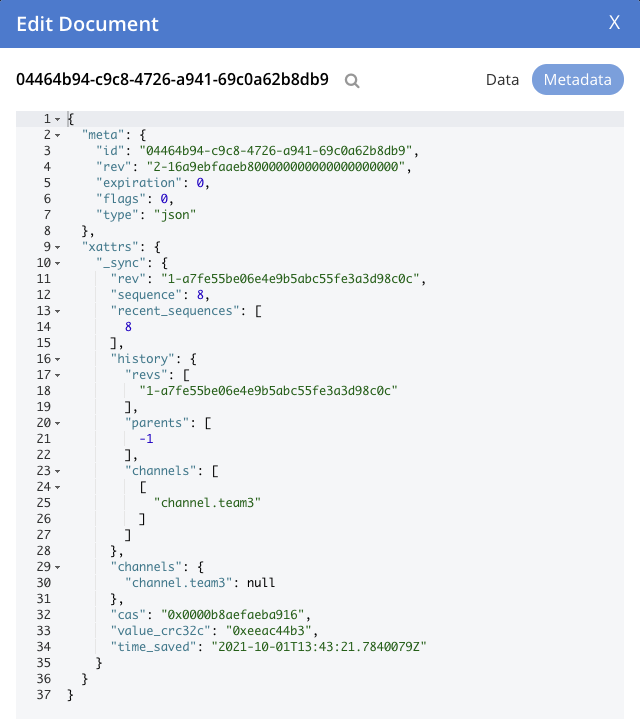 Edit Document X
04464b94-c9c8-4726-a941-69c0a62b8db9 Data Metadata
1 {
2 "meta": {
3 "id": "04464b94-c9c8-4726-a941-69c0a62b8db9",
4 "rev": "2-16a9ebfaaeb800000000000000000000",
5 "expiration": 0,
6 "flags": 0,
7 "type": "json"
8 },
9 "xattrs": {
10 "_sync": {
11 "rev": "1-a7fe55be06e4e9b5abc55fe3a3d98c0c",
12 "sequence": 8,
13 "recent_sequences": [
14 8
15 ],
16 "history": {
17 "revs": [
18 "1-a7fe55be06e4e9b5abc55fe3a3d98c0c"
19 ],
20 "parents": [
21 -1
22 ],
23 "channels": [
24 [
25 "channel.team3"
26 ]
27 ]
28 },
29 "channels": {
30 "channel.team3": null
31 },
32 "cas": "0x0000b8aefaeba916",
33 "value_crc32c": "0xeeac44b3",
34 "time_saved": "2021-10-01T13:43:21.7840079Z"
35 }
36 }
37 }